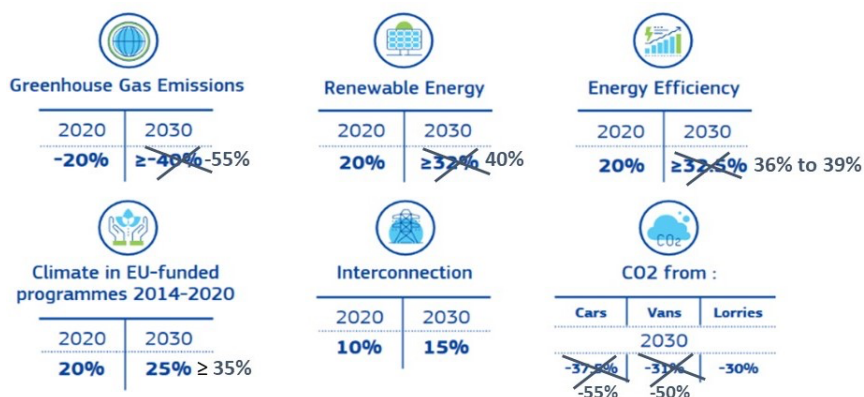 Greenhouse Gas Emissions
2020 2030
-20% ≥-40% -55%
Renewable Energy
2020 2030
20% ≥32% 40%
Energy Efficiency
2020 2030
20% ≥32.5% 36% to 39%
Climate in EU-funded
programmes 2014-2020
2020 2030
20% 25% ≥ 35%
Interconnection
2020 2030
10% 15%
CO2
CO2 from :
Cars Vans Lorries
2030
-37.5% -31% -30%
-55% -50%